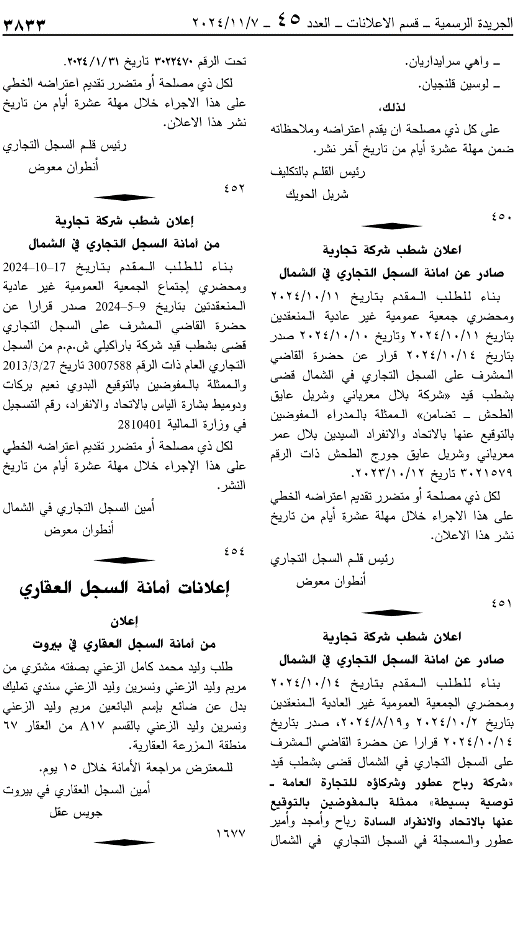 الجريدة الرسمية ــ قسم الاعلانات ــ العدد ٤٥ ــ ٢٠٢٤/١١/٧
٣٨٣٣
ــ واهي سرايداريان.
ــ لوسين قلنجيان.
لذلك،
على كل ذي مصلحة ان يقدم اعتراضه وملاحظاته
ضمن مهلة عشرة أيام من تاريخ آخر نشر.
رئيس القلم بالتكليف
شربل الحويك
٤٥٠
اعلان شطب شركة تجارية
صادر عن امانة السجل التجاري في الشمال
بناء للطلب المقدم بتاريخ ٢٠٢٤/١٠/١١
ومحضري جمعية عمومية غير عادية المنعقدين
بتاريخ ٢٠٢٤/١٠/١١ وتاريخ ٢٠٢٤/١٠/١٠ صدر
بتاريخ ٢٠٢٤/١٠/١٤ قرار عن حضرة القاضي
المشرف على السجل التجاري في الشمال قضى
بشطب قيد «شركة بلال معرباني وشربل عايق
الطحش ــ تضامن» الممثلة بالمدراء المفوضين
بالتوقيع عنها بالاتحاد والانفراد السيدين بلال عمر
معرباني وشربل عايق جورج الطحش ذات الرقم
٣٠٢١٥٧٩ تاريخ ٢٠٢٣/١٠/١٢.
لكل ذي مصلحة أو متضرر تقديم اعتراضه الخطي
على هذا الاجراء خلال مهلة عشرة أيام من تاريخ
نشر هذا الاعلان.
رئيس قلم السجل التجاري
أنطوان معوض
٤٥١
اعلان شطب شركة تجارية
صادر عن امانة السجل التجاري في الشمال
بناء للطلب المقدم بتاريخ ٢٠٢٤/١٠/١٤
ومحضري الجمعية العمومية غير العادية المنعقدين
بتاريخ ٢٠٢٤/١٠/٢ و٢٠٢٤/٨/١٩، صدر بتاريخ
٢٠٢٤/١٠/١٤ قرارا عن حضرة القاضي المشرف
على السجل التجاري في الشمال قضى بشطب قيد
«شركة رباح عطور وشركاؤه للتجارة العامة ــ
توصية بسيطة» ممثلة بالمفوضين بالتوقيع
عنها بالاتحاد والانفراد السادة رباح وأمجد وأمير
عطور والمسجلة في السجل التجاري في الشمال
تحت الرقم ٣٠٢٢٤٧٠ تاريخ ٢٠٢٤/١/٣١.
لكل ذي مصلحة أو متضرر تقديم اعتراضه الخطي
على هذا الاجراء خلال مهلة عشرة أيام من تاريخ
نشر هذا الاعلان.
رئيس قلم السجل التجاري
أنطوان معوض
٤٥٢
إعلان شطب شركة تجارية
من أمانة السجل التجاري في الشمال
بناء للطلب المقدم بتاريخ 17-10-2024
ومحضري إجتماع الجمعية العمومية غير عادية
المنعقدتين بتاريخ 9-5-2024 صدر قرارا عن
حضرة القاضي المشرف على السجل التجاري
قضى بشطب قيد شركة باراكيلي ش.م.م من السجل
التجاري العام ذات الرقم 3007588 تاريخ 2013/3/27
والممثلة بالمفوضين بالتوقيع البدوي نعيم بركات
ودوميط بشارة الياس بالاتحاد والانفراد، رقم التسجيل
في وزارة المالية 2810401
لكل ذي مصلحة أو متضرر تقديم اعتراضه الخطي
على هذا الإجراء خلال مهلة عشرة أيام من تاريخ
النشر.
أمين السجل التجاري في الشمال
أنطوان معوض
٤٥٤
إعلانات أمانة السجل العقاري
إعلان
من أمانة السجل العقاري في بيروت
طلب وليد محمد كامل الزعني بصفته مشتري من
مريم وليد الزعني ونسرين وليد الزعني سندي تمليك
بدل عن ضائع بإسم البائعين مريم وليد الزعني
ونسرين وليد الزعني بالقسم A١٧ من العقار ٦٧
منطقة المزرعة العقارية.
للمعترض مراجعة الأمانة خلال ١٥ يوم.
أمين السجل العقاري في بيروت
جويس عقل
١٦٧٧